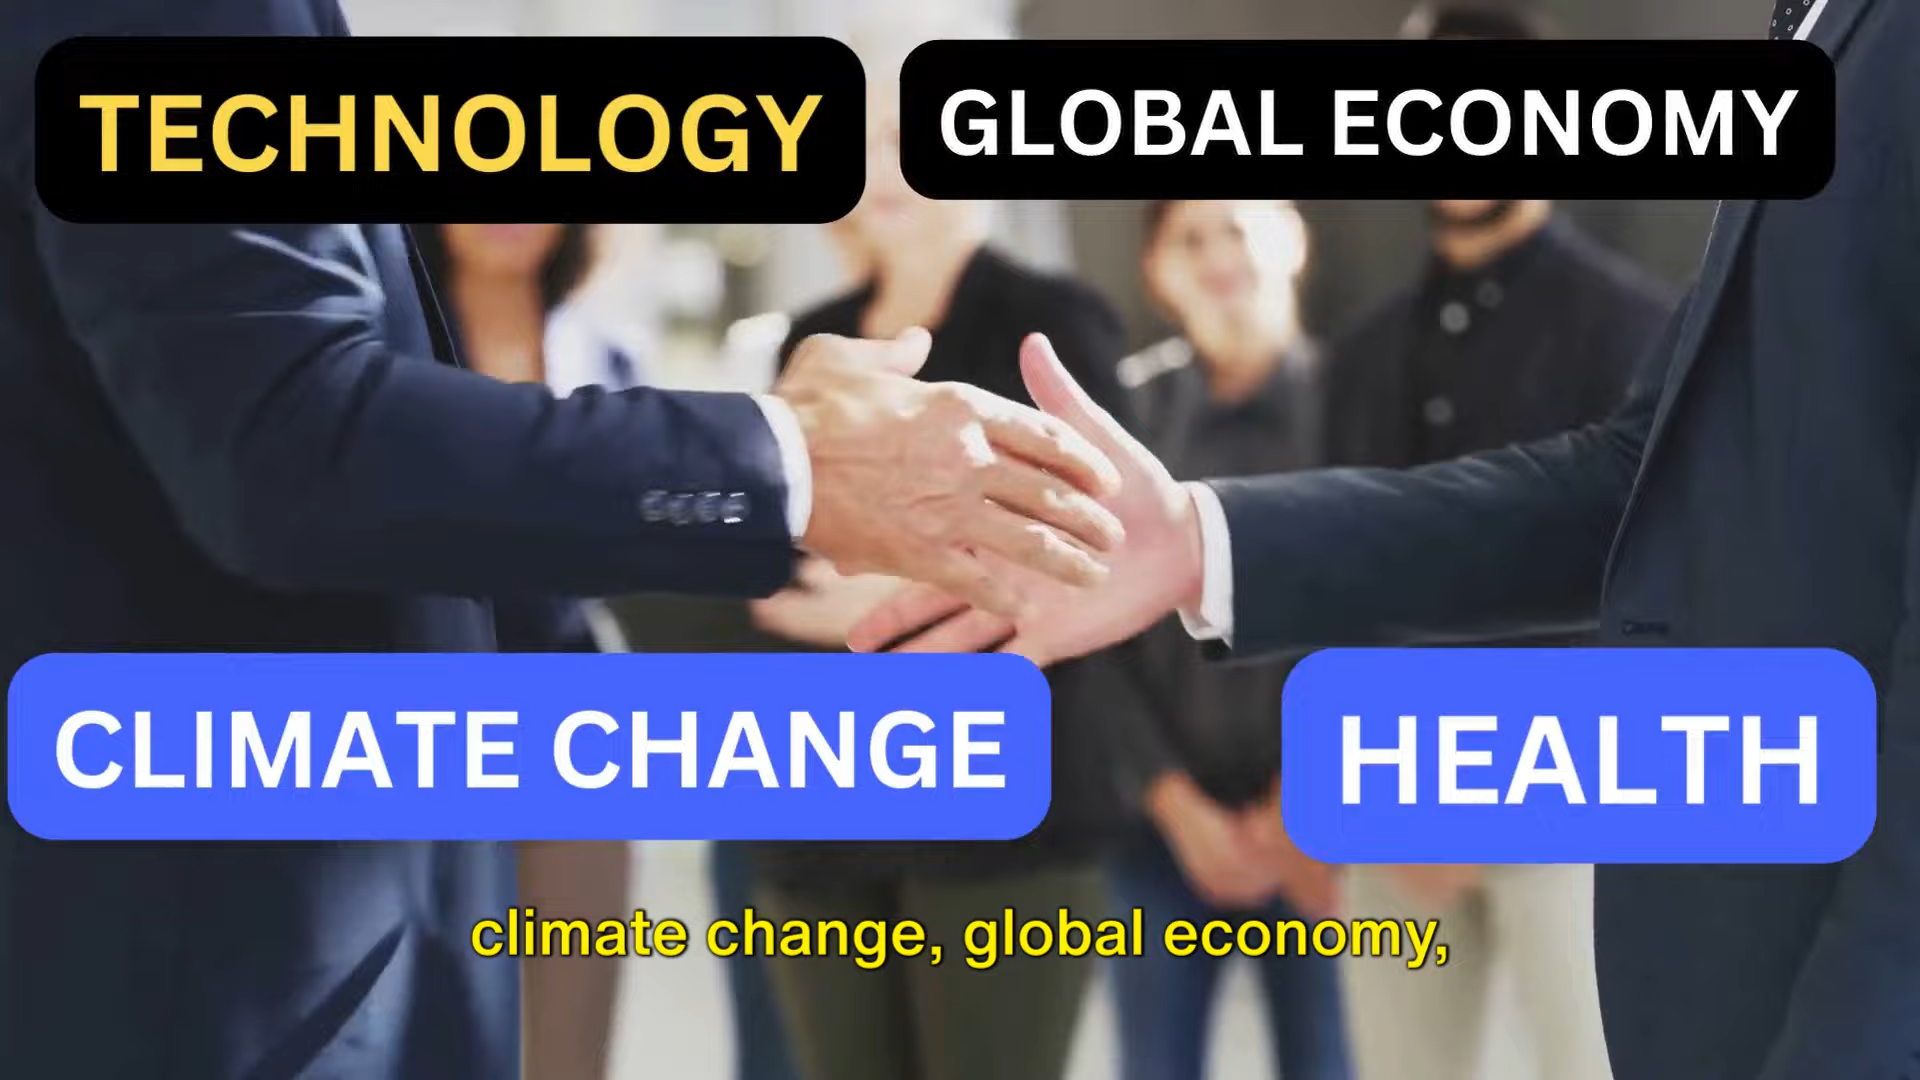 TECHNOLOGY
GLOBAL ECONOMY
CLIMATE CHANGE
HEALTH
climate change, global economy,